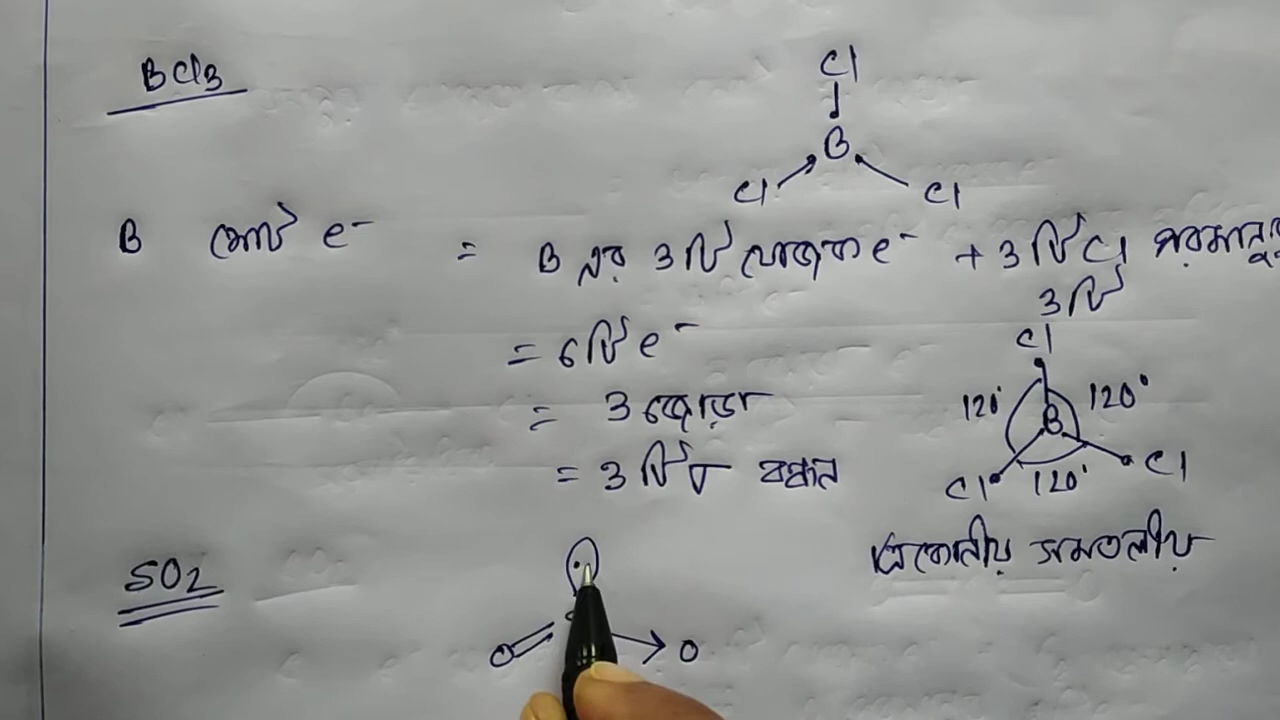 BCl3
Cl
B
Cl Cl
B মোট e⁻ = B এর 3টি যোজক e⁻ + 3টি Cl পরমানুর
3টি
= 6টি e⁻
= 3 জোড়া
= 3টি σ বন্ধন
Cl
120° 120°
B
Cl 120° Cl
ত্রিকোনীয় সমতলীয়
SO2
O O